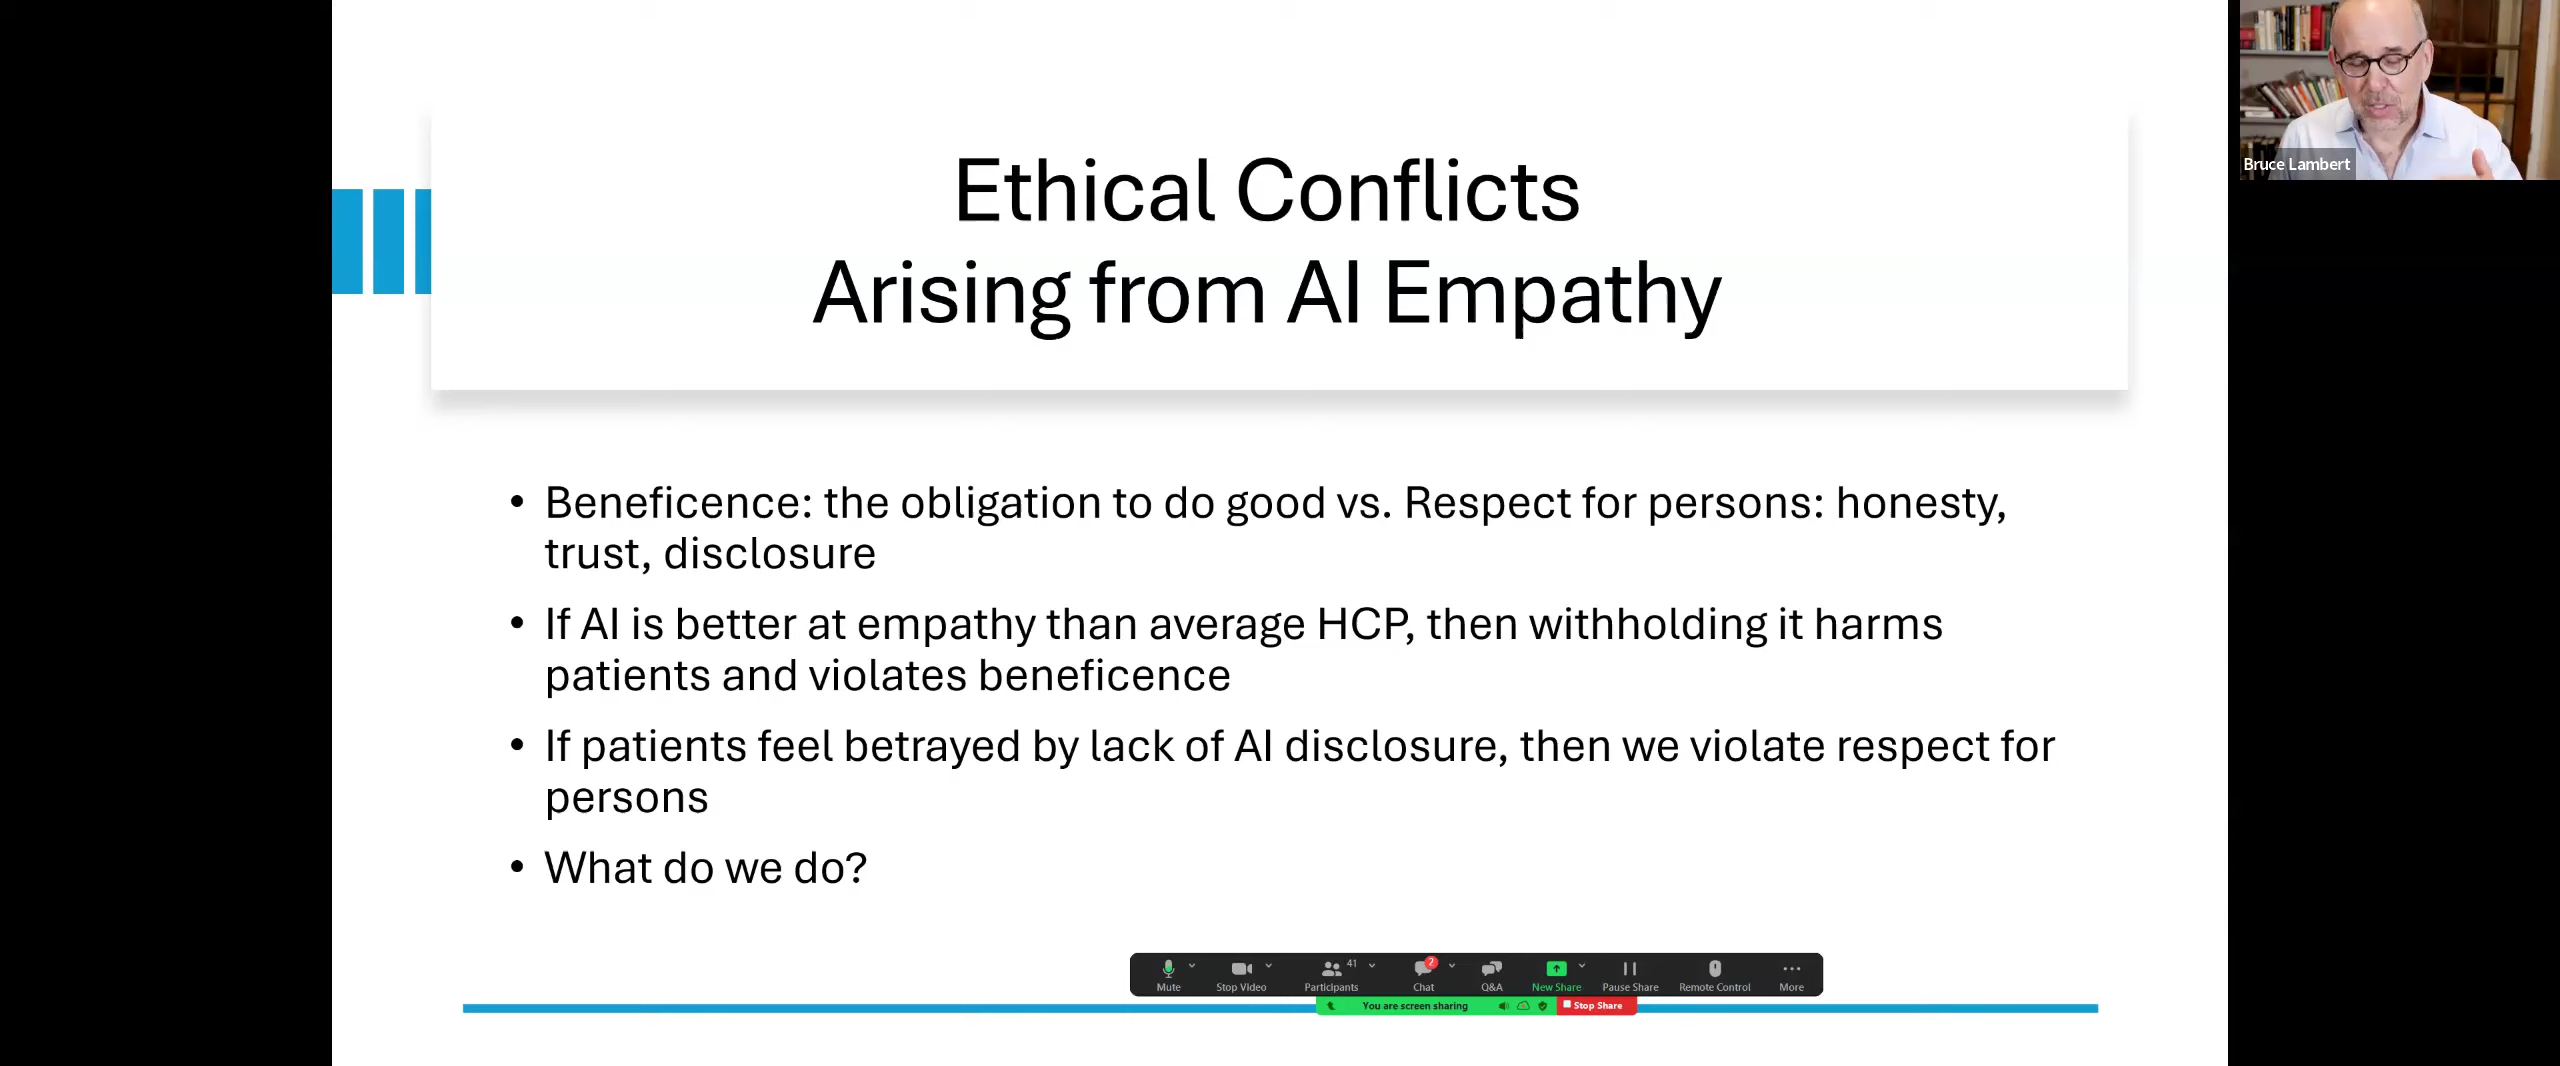 Ethical Conflicts
Arising from AI Empathy
• Beneficence: the obligation to do good vs. Respect for persons: honesty,
trust, disclosure
• If AI is better at empathy than average HCP, then withholding it harms
patients and violates beneficence
• If patients feel betrayed by lack of AI disclosure, then we violate respect for
persons
• What do we do?
Bruce Lambert
41
2
Mute Stop Video Participants Chat Q&A New Share Pause Share Remote Control More
You are screen sharing Stop Share